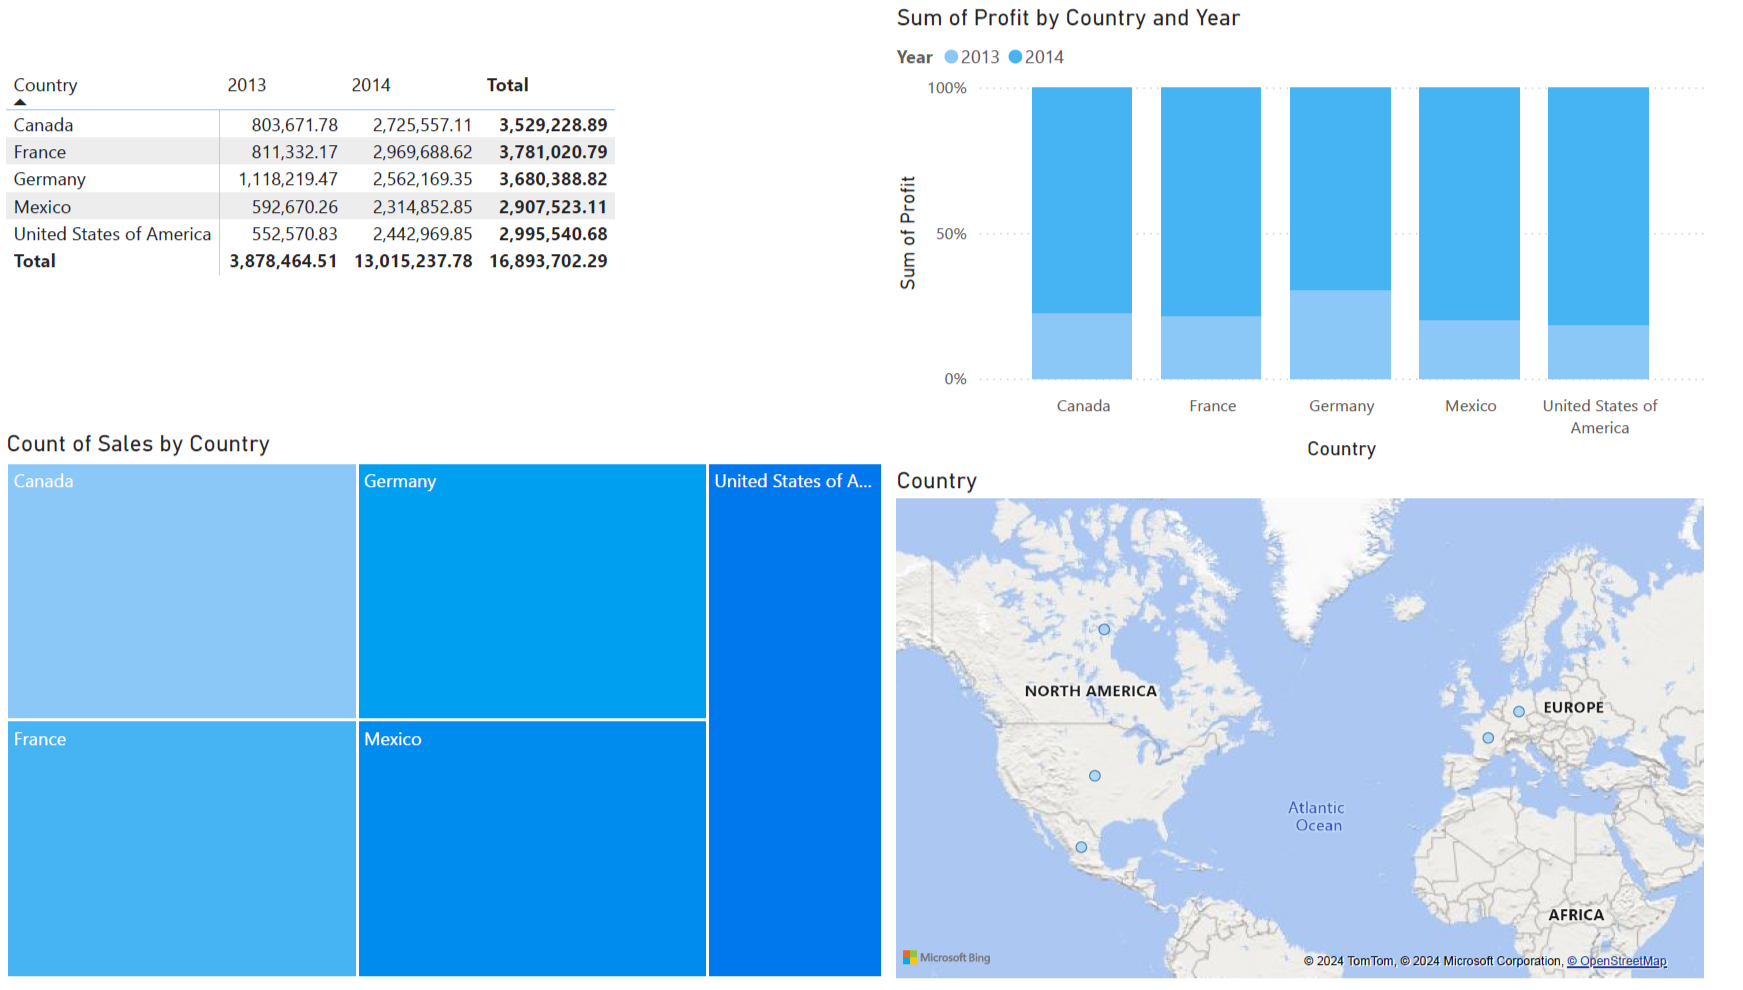 Country 2013 2014 Total
Canada 803,671.78 2,725,557.11 3,529,228.89
France 811,332.17 2,969,688.62 3,781,020.79
Germany 1,118,219.47 2,562,169.35 3,680,388.82
Mexico 592,670.26 2,314,852.85 2,907,523.11
United States of America 552,570.83 2,442,969.85 2,995,540.68
Total 3,878,464.51 13,015,237.78 16,893,702.29
Sum of Profit by Country and Year
Year 2013 2014
100%
50%
0%
Sum of Profit
Canada France Germany Mexico United States of
America
Country
Count of Sales by Country
Canada
Germany
United States of A...
France
Mexico
Country
NORTH AMERICA
EUROPE
Atlantic
Ocean
AFRICA
Microsoft Bing
© 2024 TomTom, © 2024 Microsoft Corporation, © OpenStreetMap